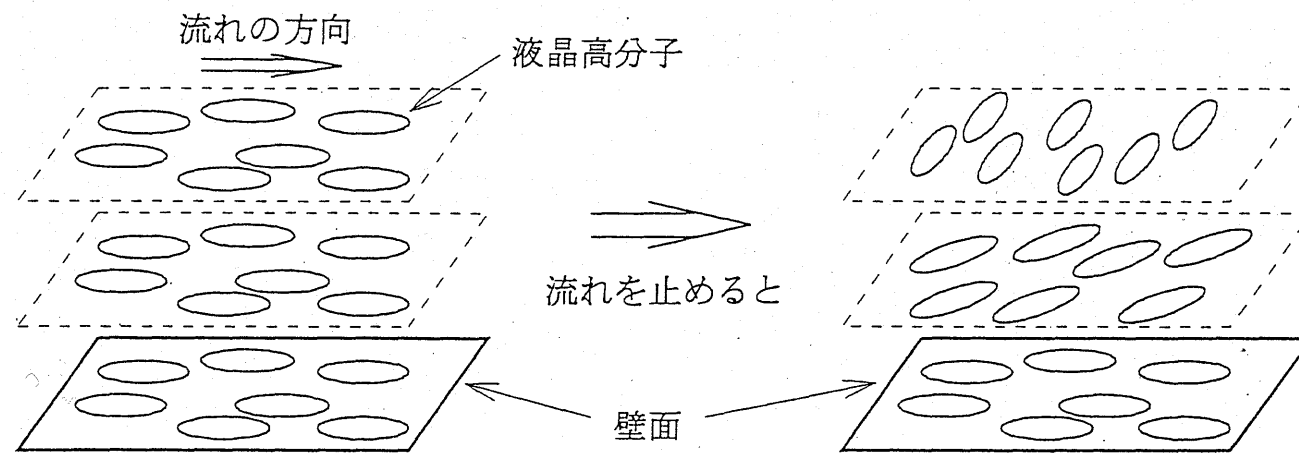 流れの方向
液晶高分子
流れを止めると
壁面